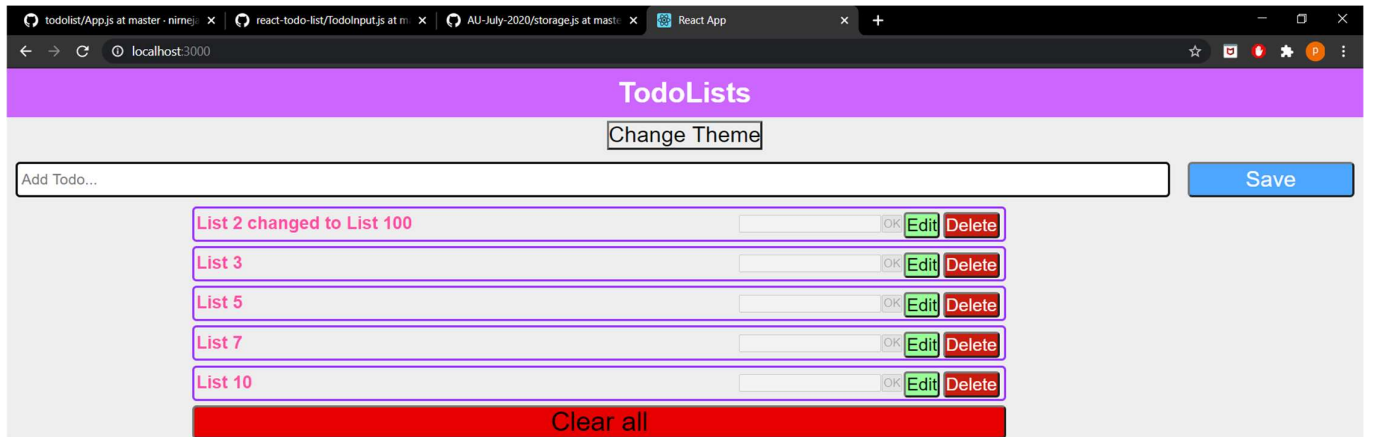 todolist/App.js at master · nirneja
react-todo-list/TodoInput.js at m
AU-July-2020/storage.js at maste
React App
localhost:3000
P
TodoLists
Change Theme
Add Todo...
Save
List 2 changed to List 100 OK Edit Delete
List 3 OK Edit Delete
List 5 OK Edit Delete
List 7 OK Edit Delete
List 10 OK Edit Delete
Clear all